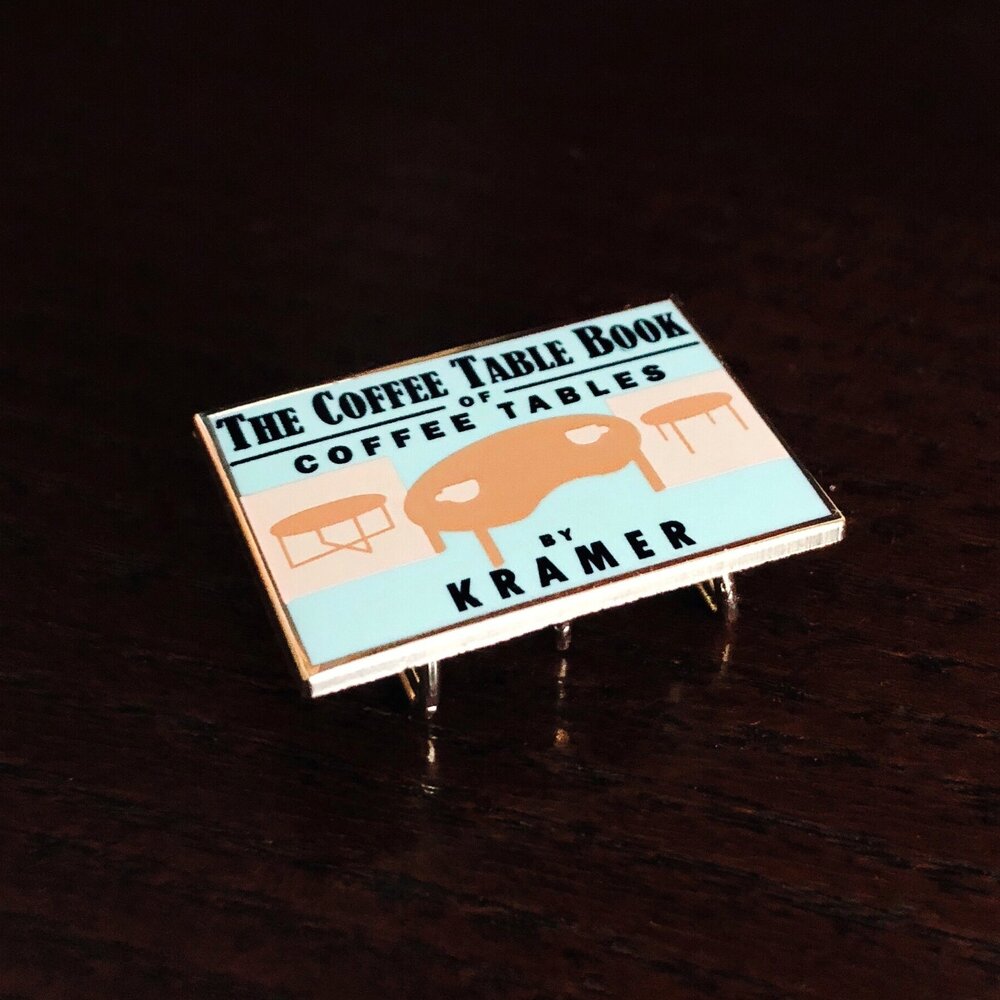 The Coffee Table Book
OF
COFFEE TABLES
BY
KRAMER